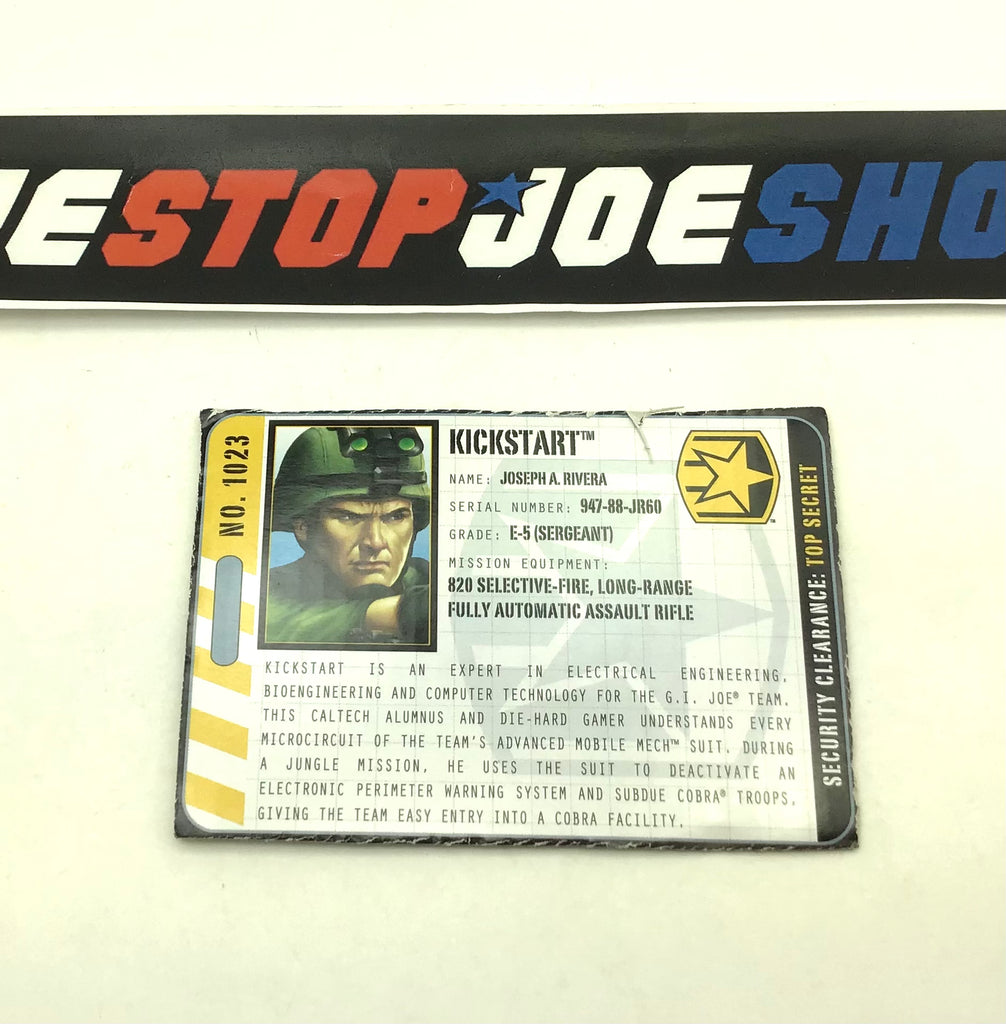 ESTOPJOESHO
NO. 1023
KICKSTART™
NAME: JOSEPH A. RIVERA
SERIAL NUMBER: 947-88-JR60
GRADE: E-5 (SERGEANT)
MISSION EQUIPMENT:
820 SELECTIVE-FIRE, LONG-RANGE
FULLY AUTOMATIC ASSAULT RIFLE
KICKSTART IS AN EXPERT IN ELECTRICAL ENGINEERING,
BIOENGINEERING AND COMPUTER TECHNOLOGY FOR THE G.I. JOE® TEAM.
THIS CALTECH ALUMNUS AND DIE-HARD GAMER UNDERSTANDS EVERY
MICROCIRCUIT OF THE TEAM'S ADVANCED MOBILE MECH™ SUIT. DURING
A JUNGLE MISSION, HE USES THE SUIT TO DEACTIVATE AN
ELECTRONIC PERIMETER WARNING SYSTEM AND SUBDUE COBRA® TROOPS,
GIVING THE TEAM EASY ENTRY INTO A COBRA FACILITY.
SECURITY CLEARANCE: TOP SECRET